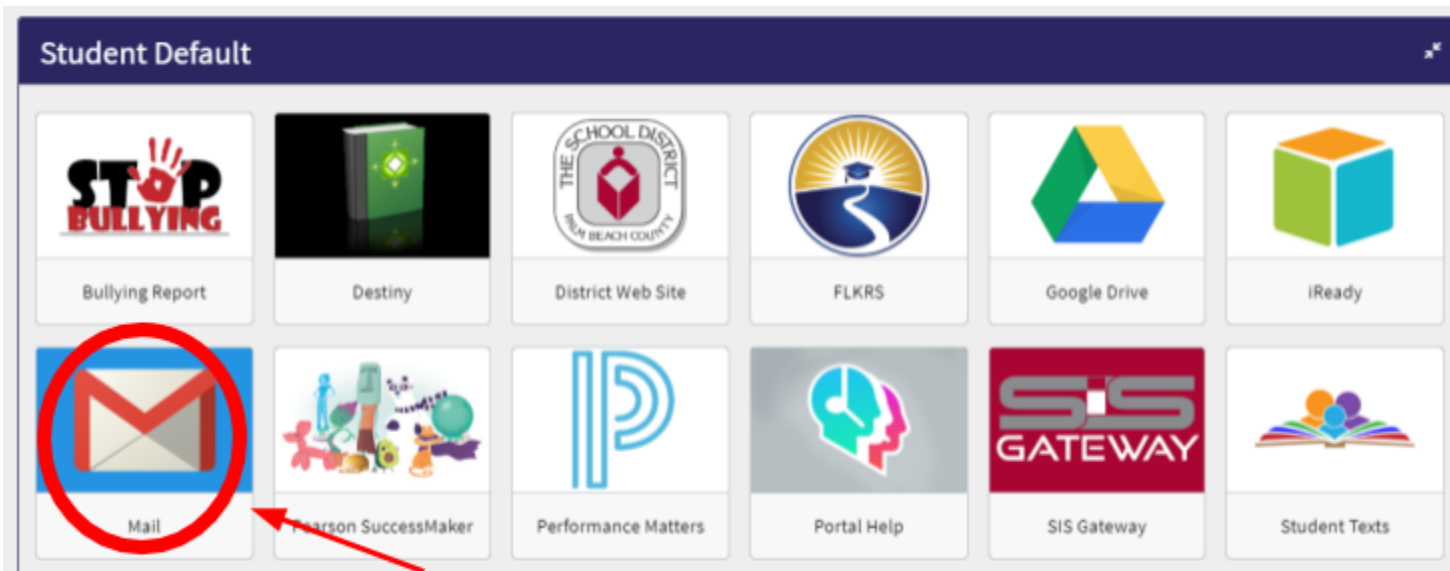 Student Default
STOP
BULLYING
THE SCHOOL DISTRICT
PALM BEACH COUNTY
Bullying Report
Destiny
District Web Site
FLKRS
Google Drive
iReady
SIS
GATEWAY
Mail
Pearson SuccessMaker
Performance Matters
Portal Help
SIS Gateway
Student Texts